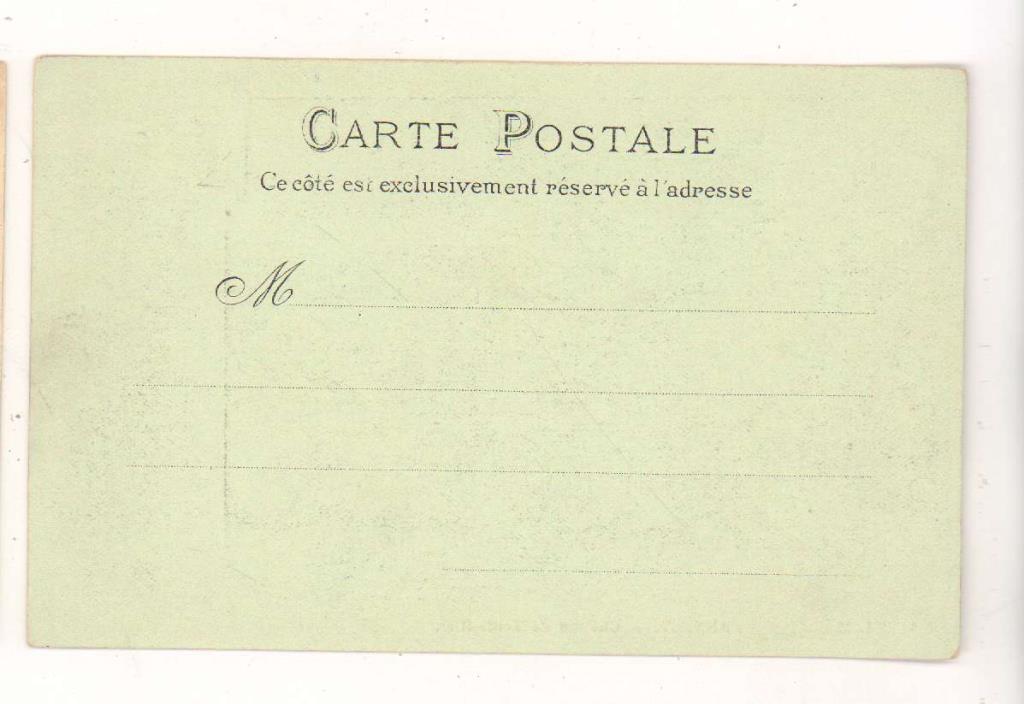 CARTE POSTALE
Ce côté est exclusivement réservé à l'adresse
M